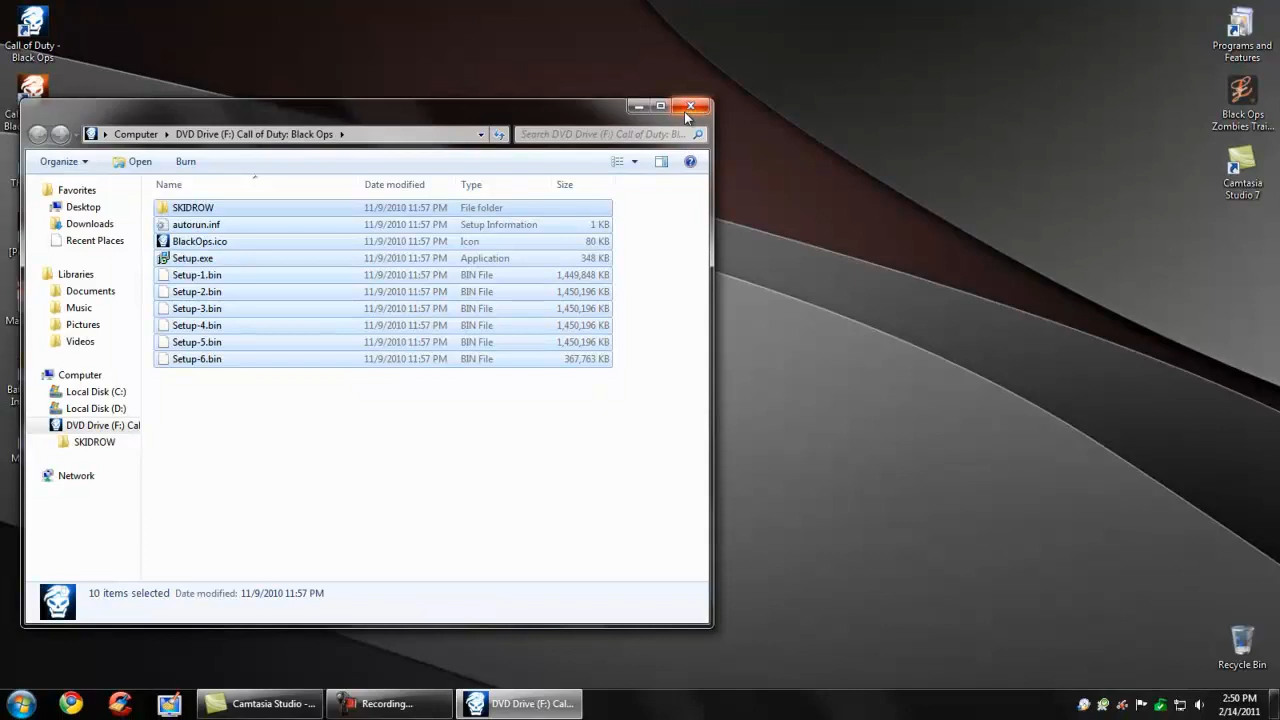 Call of Duty -
Black Ops
Programs and
Features
Black Ops
Zombies Trai...
Camtasia
Studio 7
Computer
DVD Drive (F:) Call of Duty: Black Ops
Search DVD Drive (F:) Call of Duty: Bl...
Organize
Open
Burn
Name Date modified Type Size
Favorites
Desktop
Downloads
Recent Places
Libraries
Documents
Music
Pictures
Videos
Computer
Local Disk (C:)
Local Disk (D:)
DVD Drive (F:) Cal
SKIDROW
Network
SKIDROW 11/9/2010 11:57 PM File folder
autorun.inf 11/9/2010 11:57 PM Setup Information 1 KB
BlackOps.ico 11/9/2010 11:57 PM Icon 80 KB
Setup.exe 11/9/2010 11:57 PM Application 348 KB
Setup-1.bin 11/9/2010 11:57 PM BIN File 1,449,848 KB
Setup-2.bin 11/9/2010 11:57 PM BIN File 1,450,196 KB
Setup-3.bin 11/9/2010 11:57 PM BIN File 1,450,196 KB
Setup-4.bin 11/9/2010 11:57 PM BIN File 1,450,196 KB
Setup-5.bin 11/9/2010 11:57 PM BIN File 1,450,196 KB
Setup-6.bin 11/9/2010 11:57 PM BIN File 367,763 KB
10 items selected Date modified: 11/9/2010 11:57 PM
Recycle Bin
Camtasia Studio -...
Recording...
DVD Drive (F:) Cal...
2:50 PM
2/14/2011